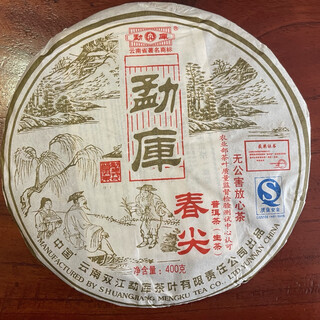 勐庫
云南省著名商标
勐庫
春尖
普洱茶(生茶)
农业部茶叶质量监督检验测试中心认可
无公害放心茶
净含量:400克
中国·云南双江勐库茶叶有限责任公司出品
MANUFACTURED BY SHUANGJIANG MENGKU TEA CO., LTD YUNNAN CHINA